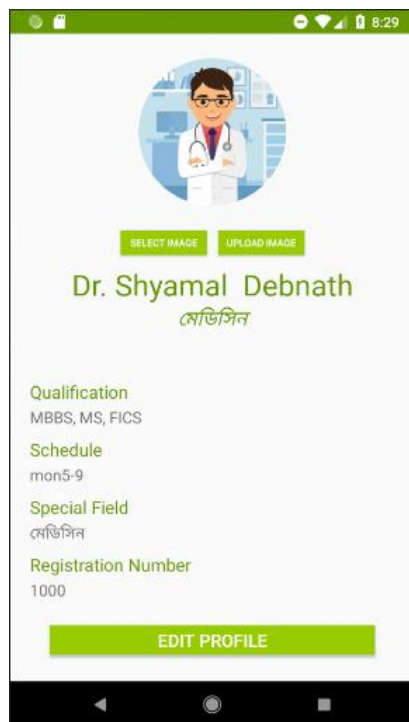 8:29
SELECT IMAGE UPLOAD IMAGE
Dr. Shyamal Debnath
মেডিসিন
Qualification
MBBS, MS, FICS
Schedule
mon5-9
Special Field
মেডিসিন
Registration Number
1000
EDIT PROFILE